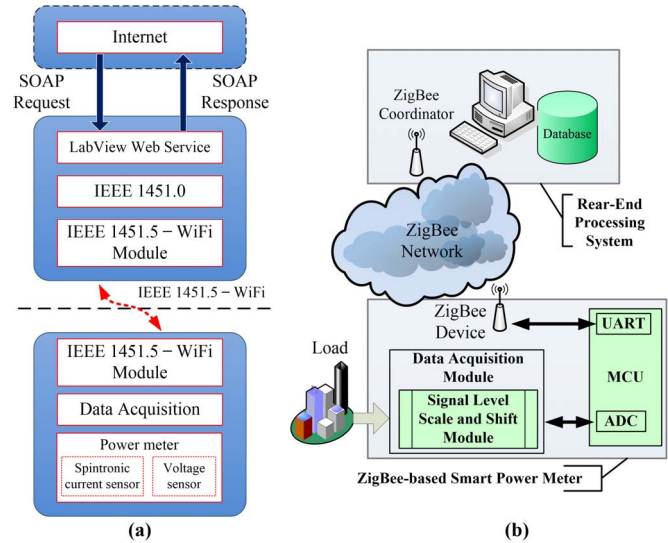 Internet
SOAP
Request
SOAP
Response
LabView Web Service
IEEE 1451.0
IEEE 1451.5 – WiFi
Module
IEEE 1451.5 – WiFi
IEEE 1451.5 – WiFi
Module
Data Acquisition
Power meter
Spintronic
current sensor
Voltage
sensor
(a)
ZigBee
Coordinator
Database
Rear-End
Processing
System
ZigBee
Network
ZigBee
Device
UART
MCU
ADC
Load
Data Acquisition
Module
Signal Level
Scale and Shift
Module
ZigBee-based Smart Power Meter
(b)